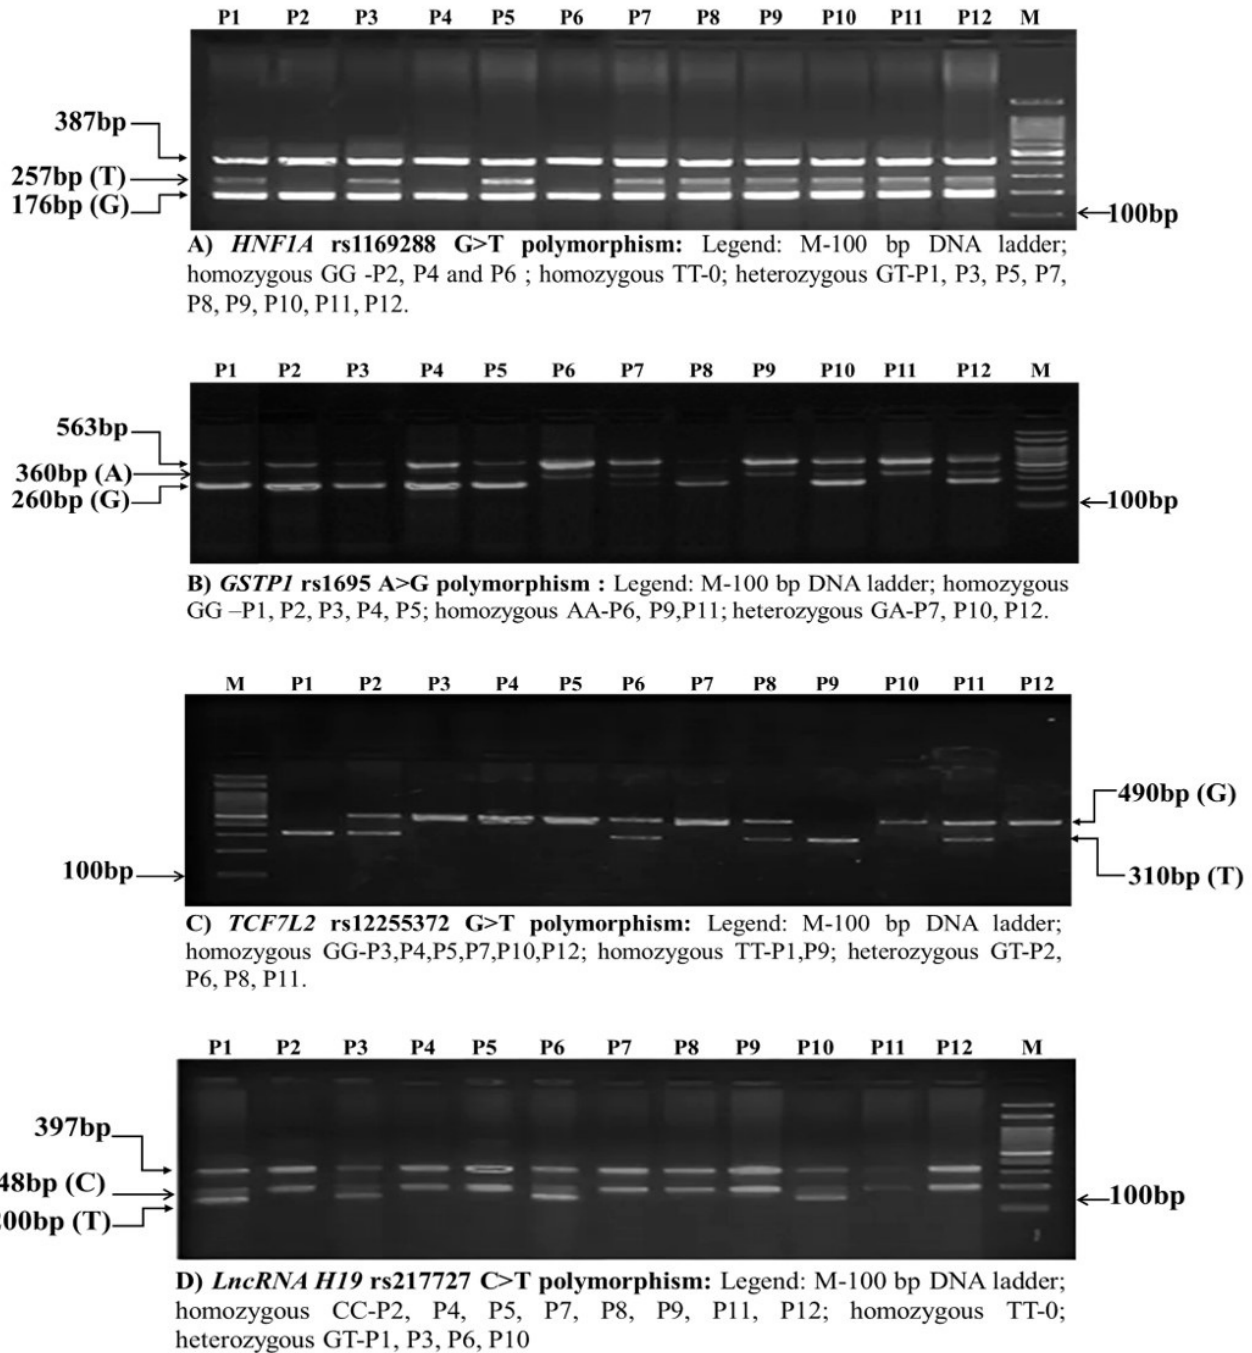 P1 P2 P3 P4 P5 P6 P7 P8 P9 P10 P11 P12 M
387bp
257bp (T)
176bp (G)
100bp
A) HNF1A rs1169288 G>T polymorphism: Legend: M-100 bp DNA ladder;
homozygous GG -P2, P4 and P6 ; homozygous TT-0; heterozygous GT-P1, P3, P5, P7,
P8, P9, P10, P11, P12.
P1 P2 P3 P4 P5 P6 P7 P8 P9 P10 P11 P12 M
563bp
360bp (A)
260bp (G)
100bp
B) GSTP1 rs1695 A>G polymorphism : Legend: M-100 bp DNA ladder; homozygous
GG –P1, P2, P3, P4, P5; homozygous AA-P6, P9,P11; heterozygous GA-P7, P10, P12.
M P1 P2 P3 P4 P5 P6 P7 P8 P9 P10 P11 P12
490bp (G)
100bp
310bp (T)
C) TCF7L2 rs12255372 G>T polymorphism: Legend: M-100 bp DNA ladder;
homozygous GG-P3,P4,P5,P7,P10,P12; homozygous TT-P1,P9; heterozygous GT-P2,
P6, P8, P11.
P1 P2 P3 P4 P5 P6 P7 P8 P9 P10 P11 P12 M
397bp
48bp (C)
00bp (T)
100bp
D) LncRNA H19 rs217727 C>T polymorphism: Legend: M-100 bp DNA ladder;
homozygous CC-P2, P4, P5, P7, P8, P9, P11, P12; homozygous TT-0;
heterozygous GT-P1, P3, P6, P10